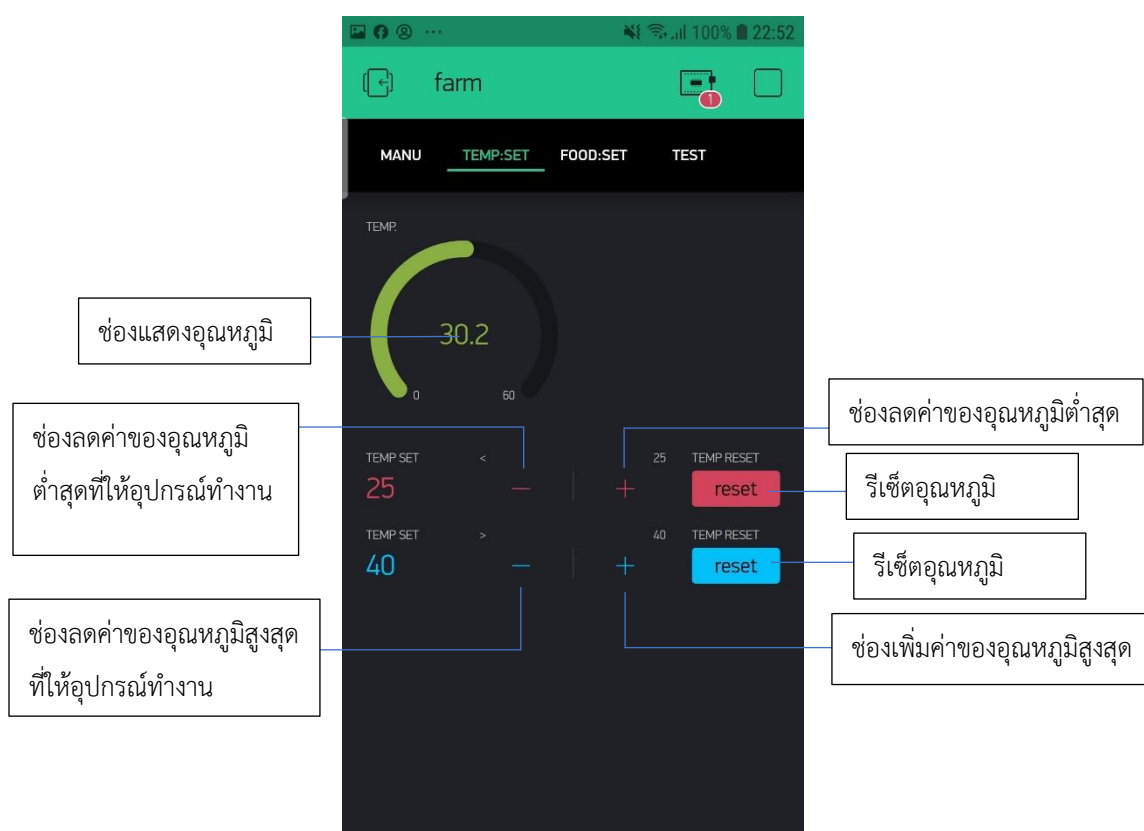 100% 22:52
farm
1
MANU TEMP:SET FOOD:SET TEST
TEMP.
30.2
0 60
TEMP SET < 25 TEMP RESET
25 − + reset
TEMP SET > 40 TEMP RESET
40 − + reset
ช่องแสดงอุณหภูมิ
ช่องลดค่าของอุณหภูมิ
ต่ำสุดที่ให้อุปกรณ์ทำงาน
ช่องลดค่าของอุณหภูมิสูงสุด
ที่ให้อุปกรณ์ทำงาน
ช่องลดค่าของอุณหภูมิต่ำสุด
รีเซ็ตอุณหภูมิ
รีเซ็ตอุณหภูมิ
ช่องเพิ่มค่าของอุณหภูมิสูงสุด